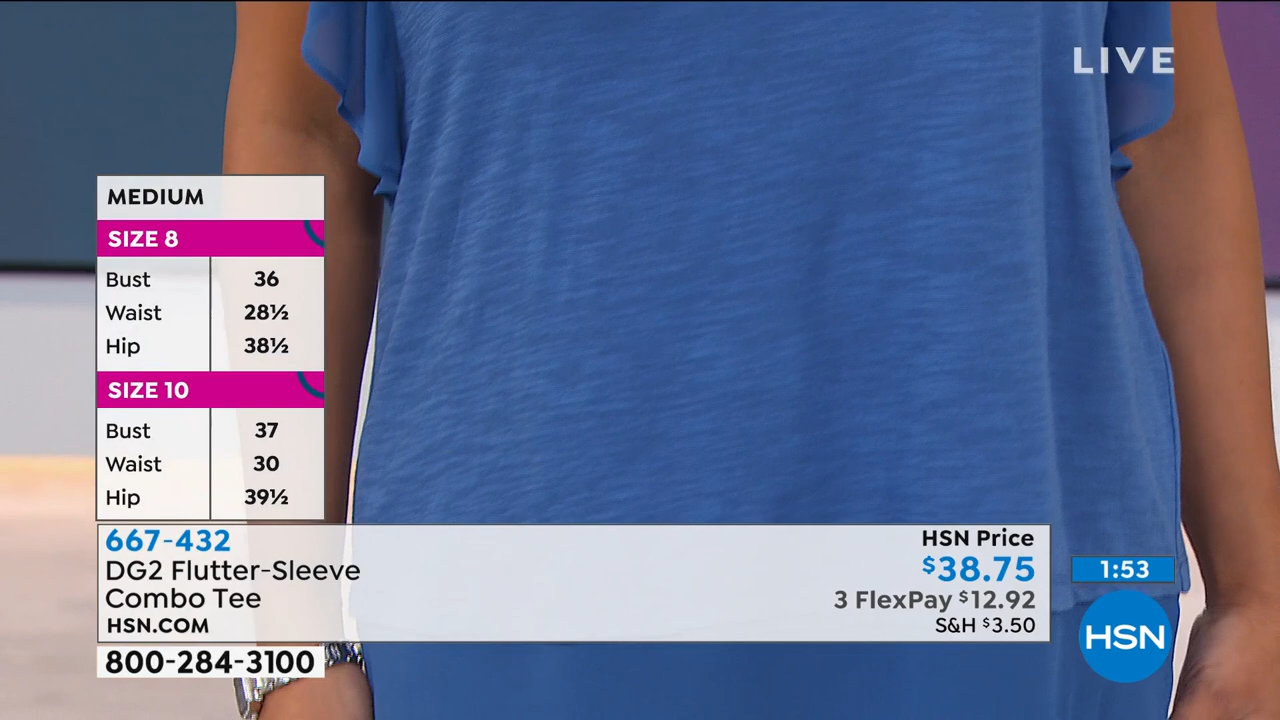 LIVE
MEDIUM
SIZE 8
Bust 36
Waist 28½
Hip 38½
SIZE 10
Bust 37
Waist 30
Hip 39½
667-432
DG2 Flutter-Sleeve
Combo Tee
HSN.COM
800-284-3100
HSN Price
$38.75
3 FlexPay $12.92
S&H $3.50
1:53
HSN